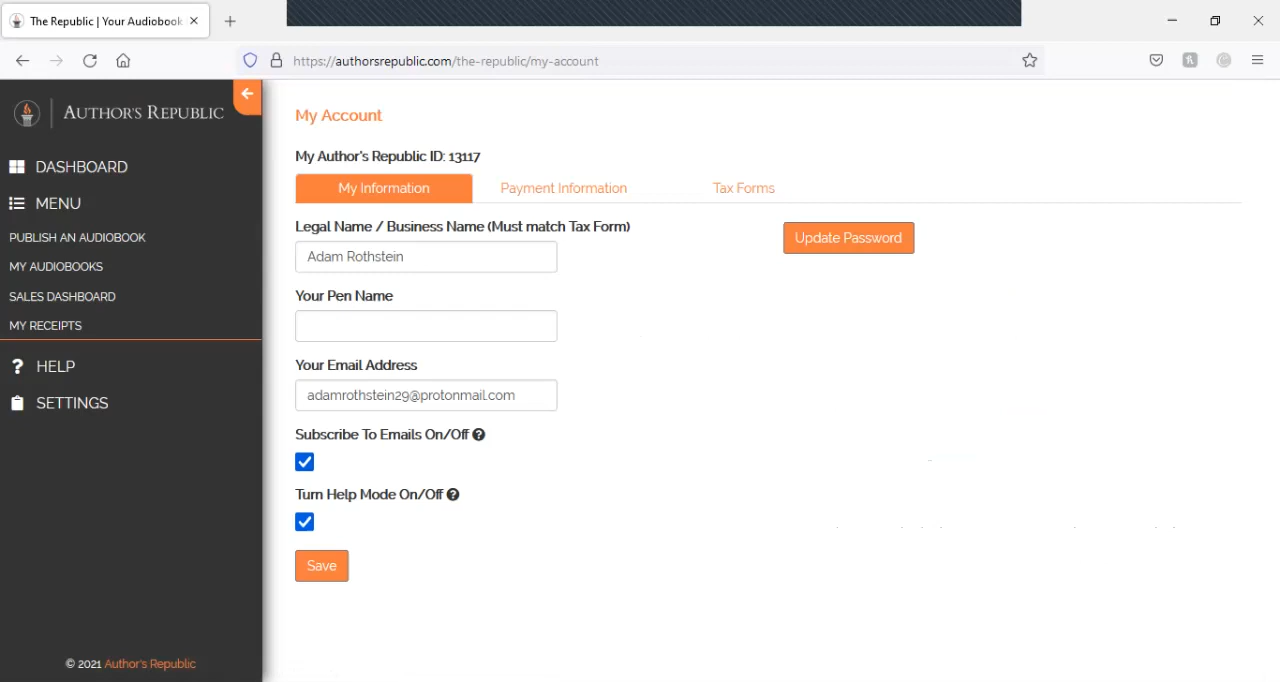 The Republic | Your Audiobook
https://authorsrepublic.com/the-republic/my-account
AUTHOR'S REPUBLIC
DASHBOARD
MENU
PUBLISH AN AUDIOBOOK
MY AUDIOBOOKS
SALES DASHBOARD
MY RECEIPTS
HELP
SETTINGS
© 2021 Author's Republic
My Account
My Author's Republic ID: 13117
My Information Payment Information Tax Forms
Legal Name / Business Name (Must match Tax Form)
Adam Rothstein
Update Password
Your Pen Name
Your Email Address
adamrothstein29@protonmail.com
Subscribe To Emails On/Off
Turn Help Mode On/Off
Save